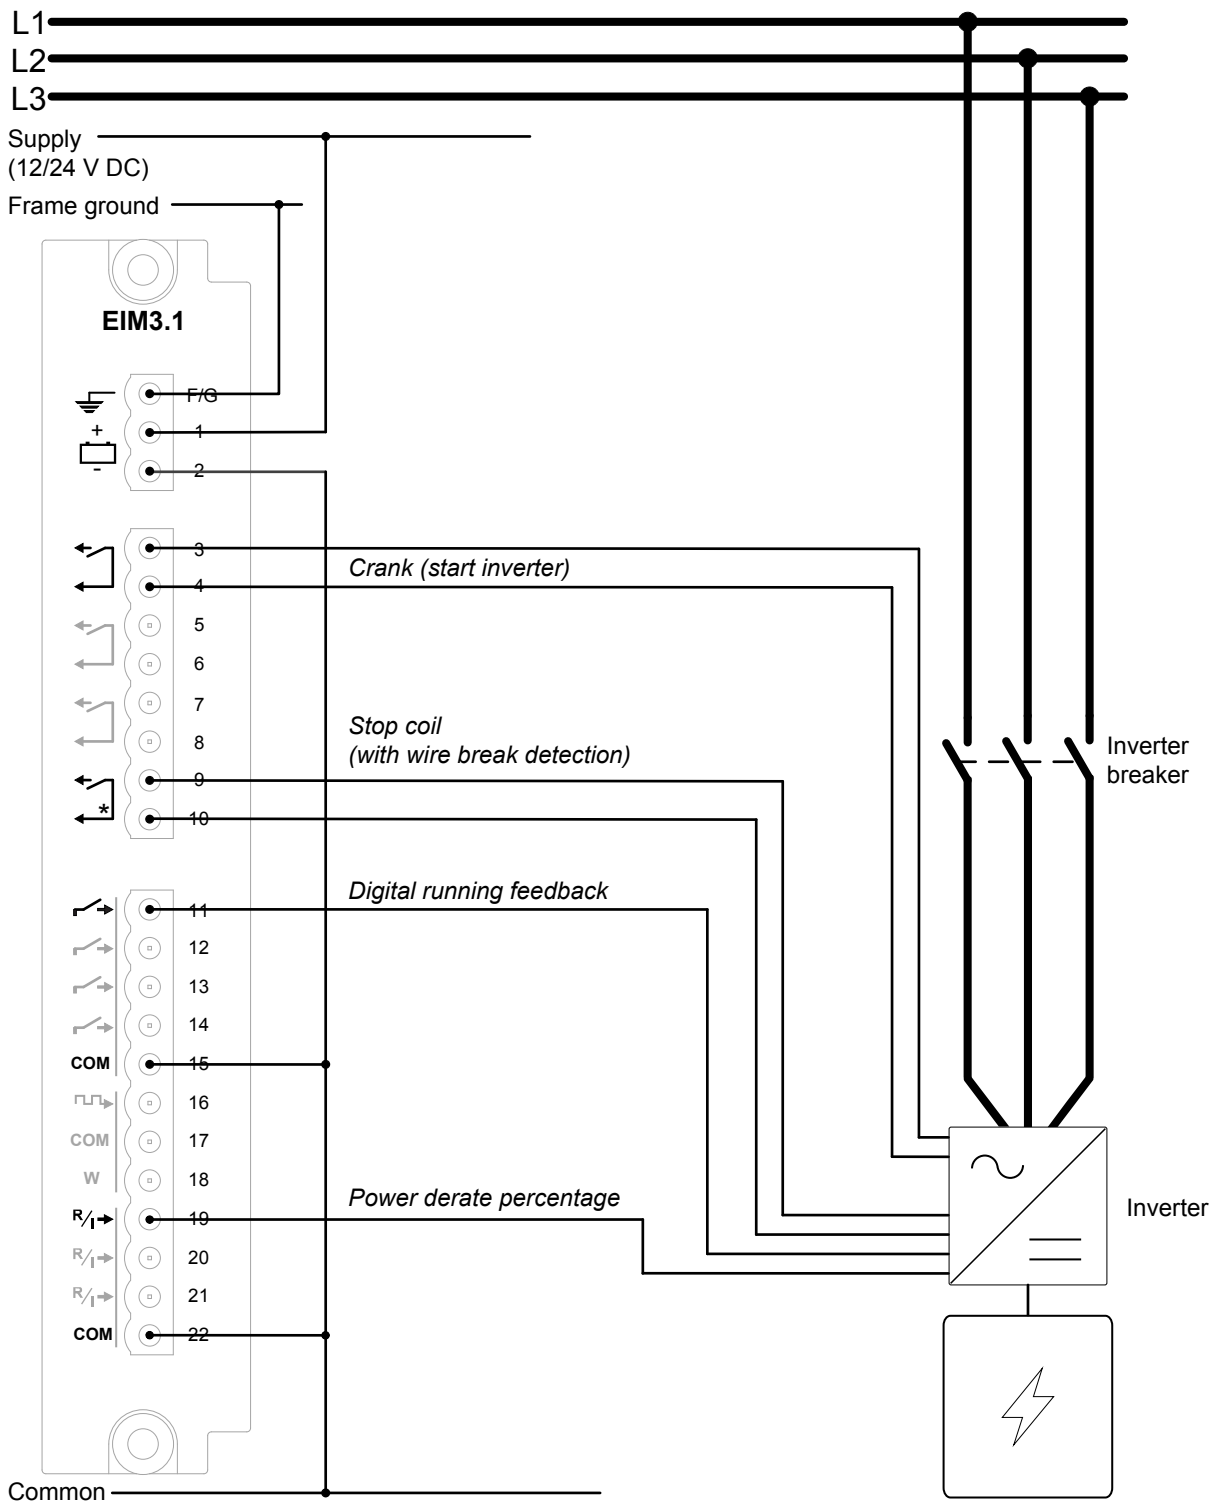 L1
L2
L3
Supply
(12/24 V DC)
Frame ground
EIM3.1
F/G
+
1
-
2
3
Crank (start inverter)
4
5
6
7
8
Stop coil
(with wire break detection)
9
*
10
Inverter
breaker
Digital running feedback
11
12
13
14
COM
15
16
COM
17
W
18
Power derate percentage
R/I
19
R/I
20
R/I
21
COM
22
Inverter
Common